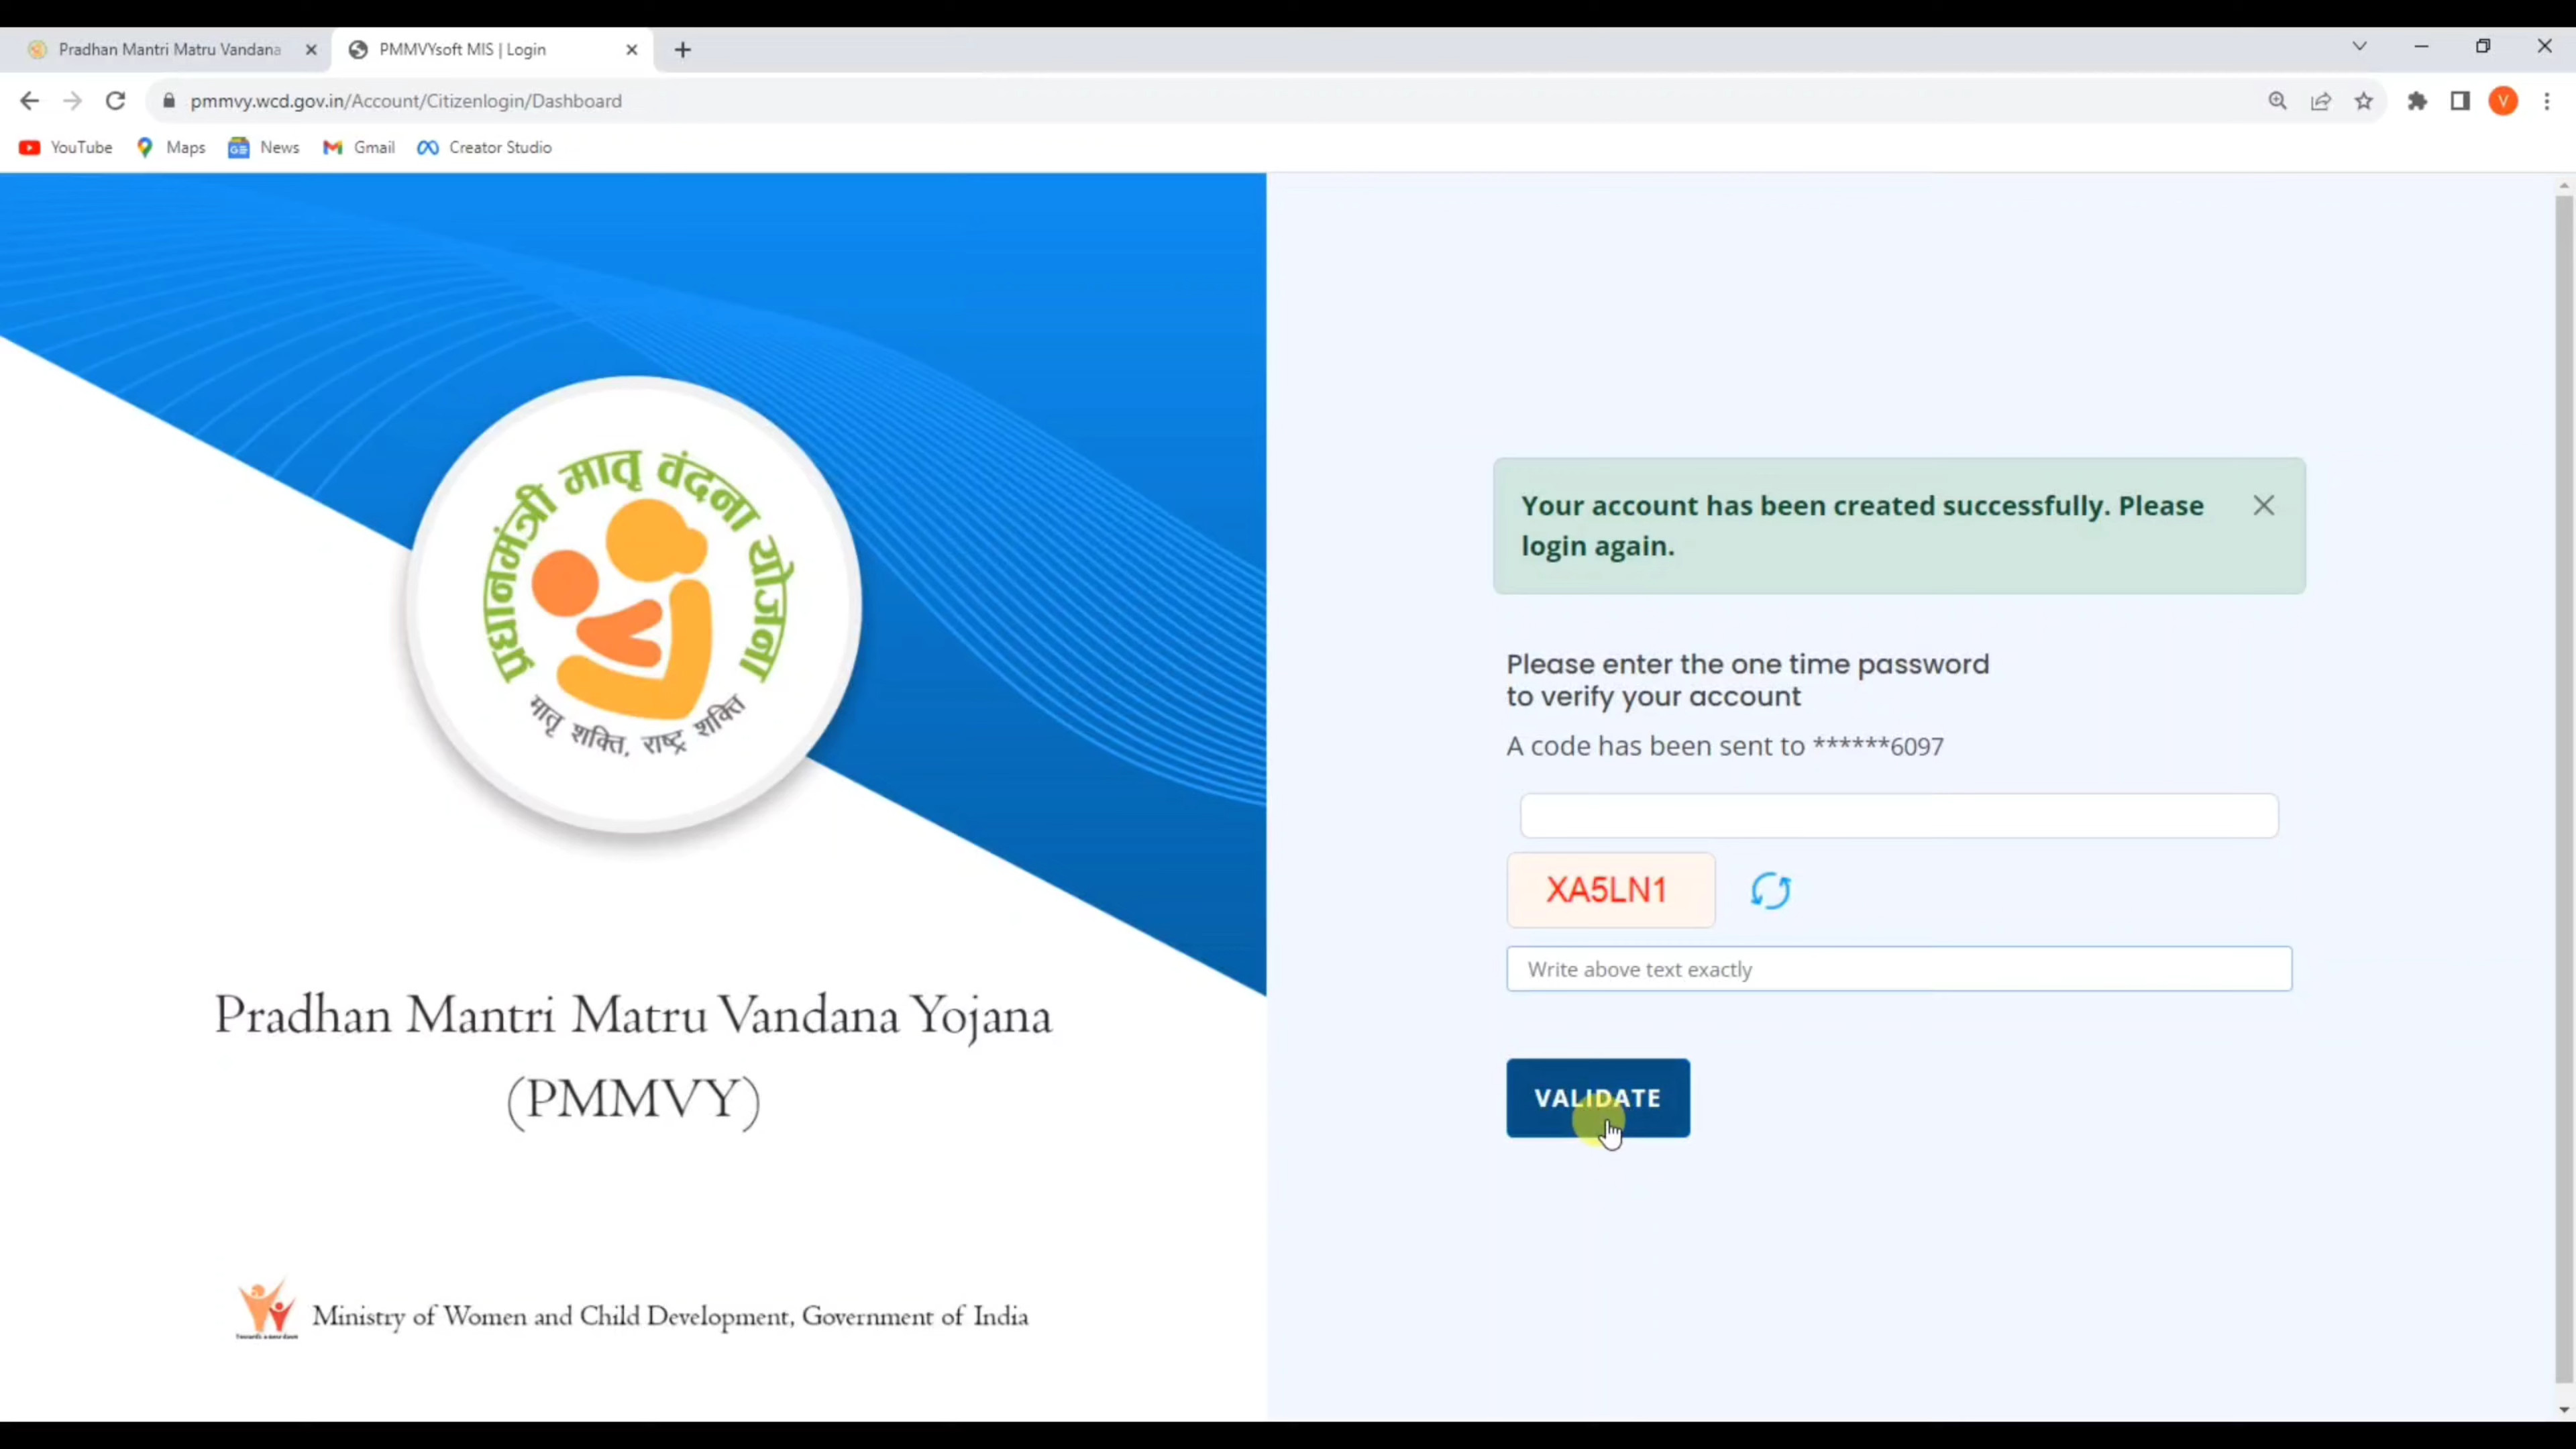 Pradhan Mantri Matru Vandana
PMMVYsoft MIS | Login
pmmvy.wcd.gov.in/Account/Citizenlogin/Dashboard
V
YouTube
Maps
News
Gmail
Creator Studio
प्रधानमंत्री मातृ वंदना योजना
मातृ शक्ति, राष्ट्र शक्ति
Pradhan Mantri Matru Vandana Yojana
(PMMVY)
Ministry of Women and Child Development, Government of India
Your account has been created successfully. Please
login again.
Please enter the one time password
to verify your account
A code has been sent to ******6097
XA5LN1
Write above text exactly
VALIDATE